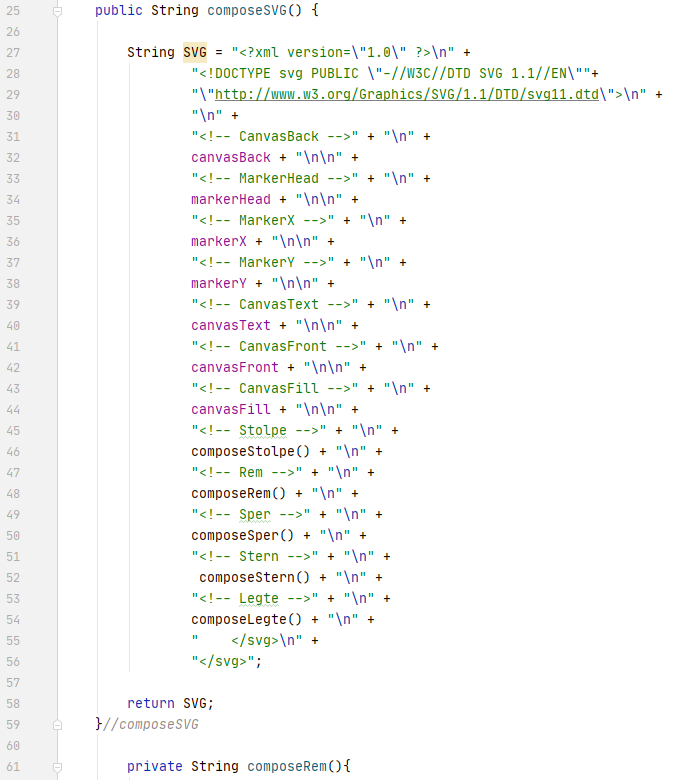 25 public String composeSVG() {
26
27 String SVG = "<?xml version=\"1.0\" ?>\n" +
28 "<!DOCTYPE svg PUBLIC \"-//W3C//DTD SVG 1.1//EN\""+
29 "\"http://www.w3.org/Graphics/SVG/1.1/DTD/svg11.dtd\">\n" +
30 "\n" +
31 "<!-- CanvasBack -->" + "\n" +
32 canvasBack + "\n\n" +
33 "<!-- MarkerHead -->" + "\n" +
34 markerHead + "\n\n" +
35 "<!-- MarkerX -->" + "\n" +
36 markerX + "\n\n" +
37 "<!-- MarkerY -->" + "\n" +
38 markerY + "\n\n" +
39 "<!-- CanvasText -->" + "\n" +
40 canvasText + "\n\n" +
41 "<!-- CanvasFront -->" + "\n" +
42 canvasFront + "\n\n" +
43 "<!-- CanvasFill -->" + "\n" +
44 canvasFill + "\n\n" +
45 "<!-- Stolpe -->" + "\n" +
46 composeStolpe() + "\n" +
47 "<!-- Rem -->" + "\n" +
48 composeRem() + "\n" +
49 "<!-- Sper -->" + "\n" +
50 composeSper() + "\n" +
51 "<!-- Stern -->" + "\n" +
52 composeStern() + "\n" +
53 "<!-- Legte -->" + "\n" +
54 composeLegte() + "\n" +
55 "    </svg>\n" +
56 "</svg>";
57
58 return SVG;
59 }//composeSVG
60
61 private String composeRem(){